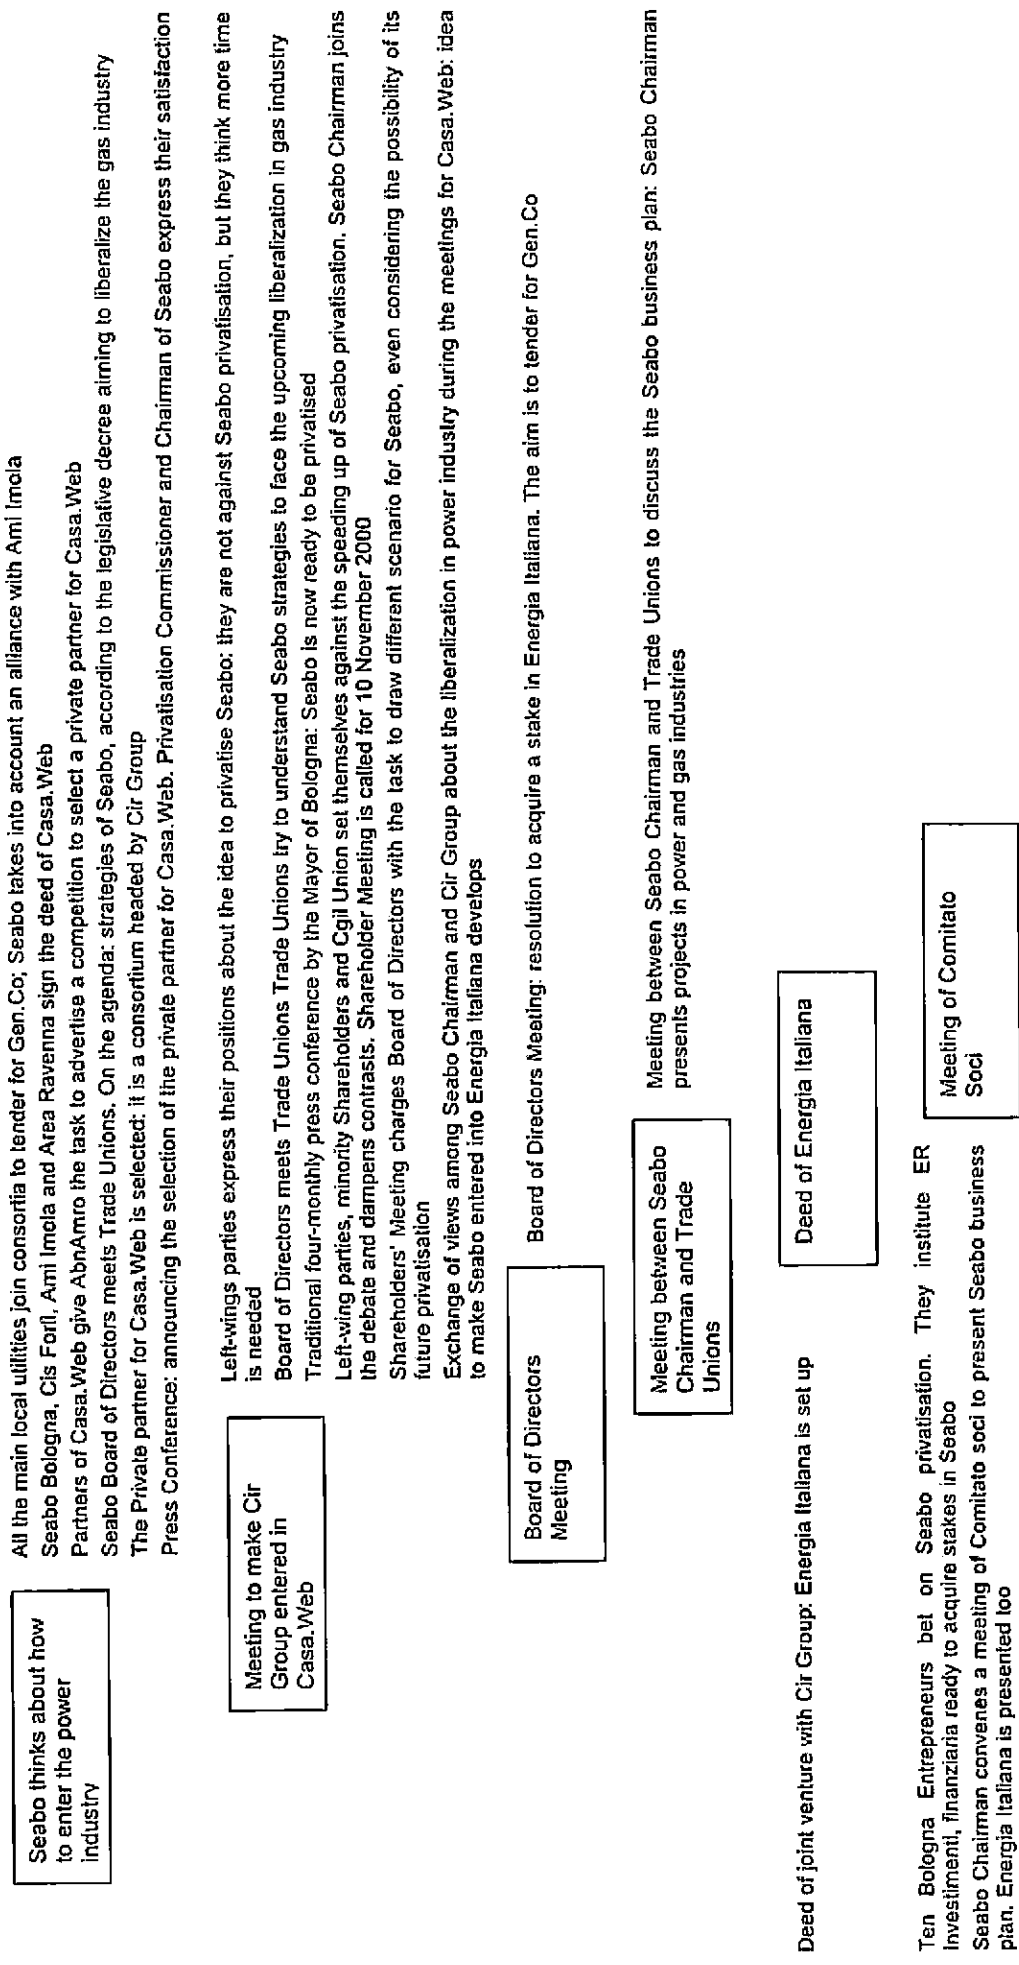 Seabo thinks about how
to enter the power
industry
All the main local utilities join consortia to tender for Gen.Co; Seabo takes into account an alliance with Ami Imola
Seabo Bologna, Cis Forlì, Ami Imola and Area Ravenna sign the deed of Casa.Web
Partners of Casa.Web give AbnAmro the task to advertise a competition to select a private partner for Casa.Web
Seabo Board of Directors meets Trade Unions. On the agenda: strategies of Seabo, according to the legislative decree aiming to liberalize the gas industry
The Private partner for Casa.Web is selected: it is a consortium headed by Cir Group
Press Conference: announcing the selection of the private partner for Casa.Web. Privatisation Commissioner and Chairman of Seabo express their satisfaction
Meeting to make Cir
Group entered in
Casa.Web
Left-wings parties express their positions about the idea to privatise Seabo: they are not against Seabo privatisation, but they think more time
is needed
Board of Directors meets Trade Unions Trade Unions try to understand Seabo strategies to face the upcoming liberalization in gas industry
Traditional four-monthly press conference by the Mayor of Bologna: Seabo is now ready to be privatised
Left-wing parties, minority Shareholders and Cgil Union set themselves against the speeding up of Seabo privatisation. Seabo Chairman joins
the debate and dampens contrasts. Shareholder Meeting is called for 10 November 2000
Shareholders' Meeting charges Board of Directors with the task to draw different scenario for Seabo, even considering the possibility of its
future privatisation
Exchange of views among Seabo Chairman and Cir Group about the liberalization in power industry during the meetings for Casa.Web: idea
to make Seabo entered into Energia Italiana develops
Board of Directors
Meeting
Board of Directors Meeting: resolution to acquire a stake in Energia Italiana. The aim is to tender for Gen.Co
Meeting between Seabo
Chairman and Trade
Unions
Meeting between Seabo Chairman and Trade Unions to discuss the Seabo business plan: Seabo Chairman
presents projects in power and gas industries
Deed of joint venture with Cir Group: Energia Italiana is set up
Deed of Energia Italiana
Ten Bologna Entrepreneurs bet on Seabo privatisation. They institute ER
Investimenti, finanziaria ready to acquire stakes in Seabo
Seabo Chairman convenes a meeting of Comitato soci to present Seabo business
plan. Energia Italiana is presented too
Meeting of Comitato
Soci